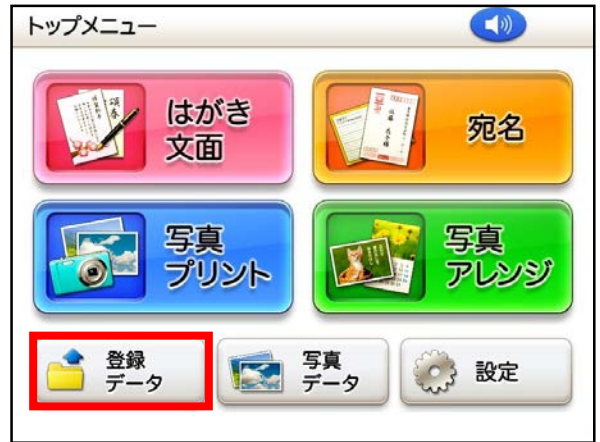 トップメニュー
はがき
文面
宛名
写真
プリント
写真
アレンジ
登録
データ
写真
データ
設定